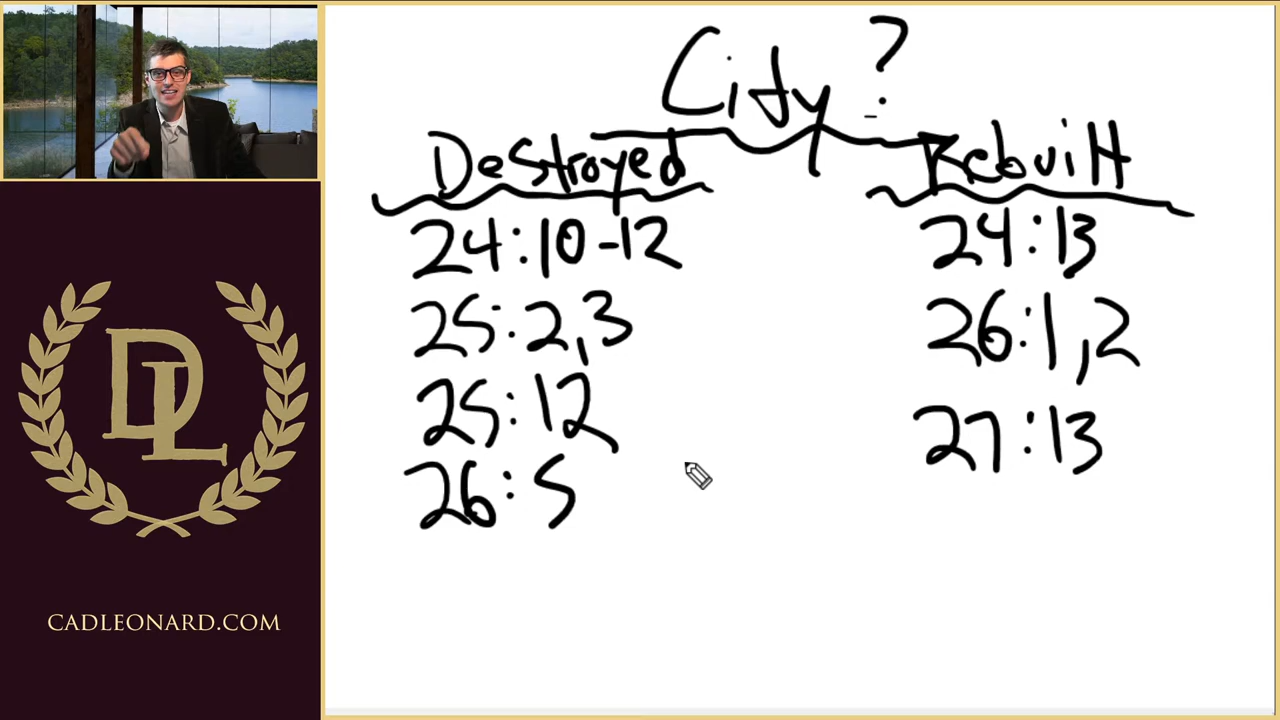 City?
Destroyed Rebuilt
24:10-12 24:13
25:2,3 26:1,2
25:12 27:13
26:5
DL
CADLEONARD.COM